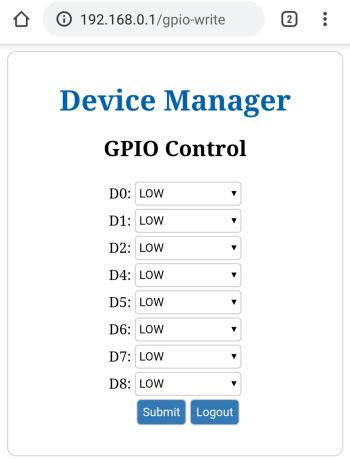 192.168.0.1/gpio-write
2
Device Manager
GPIO Control
D0: LOW
D1: LOW
D2: LOW
D4: LOW
D5: LOW
D6: LOW
D7: LOW
D8: LOW
Submit Logout